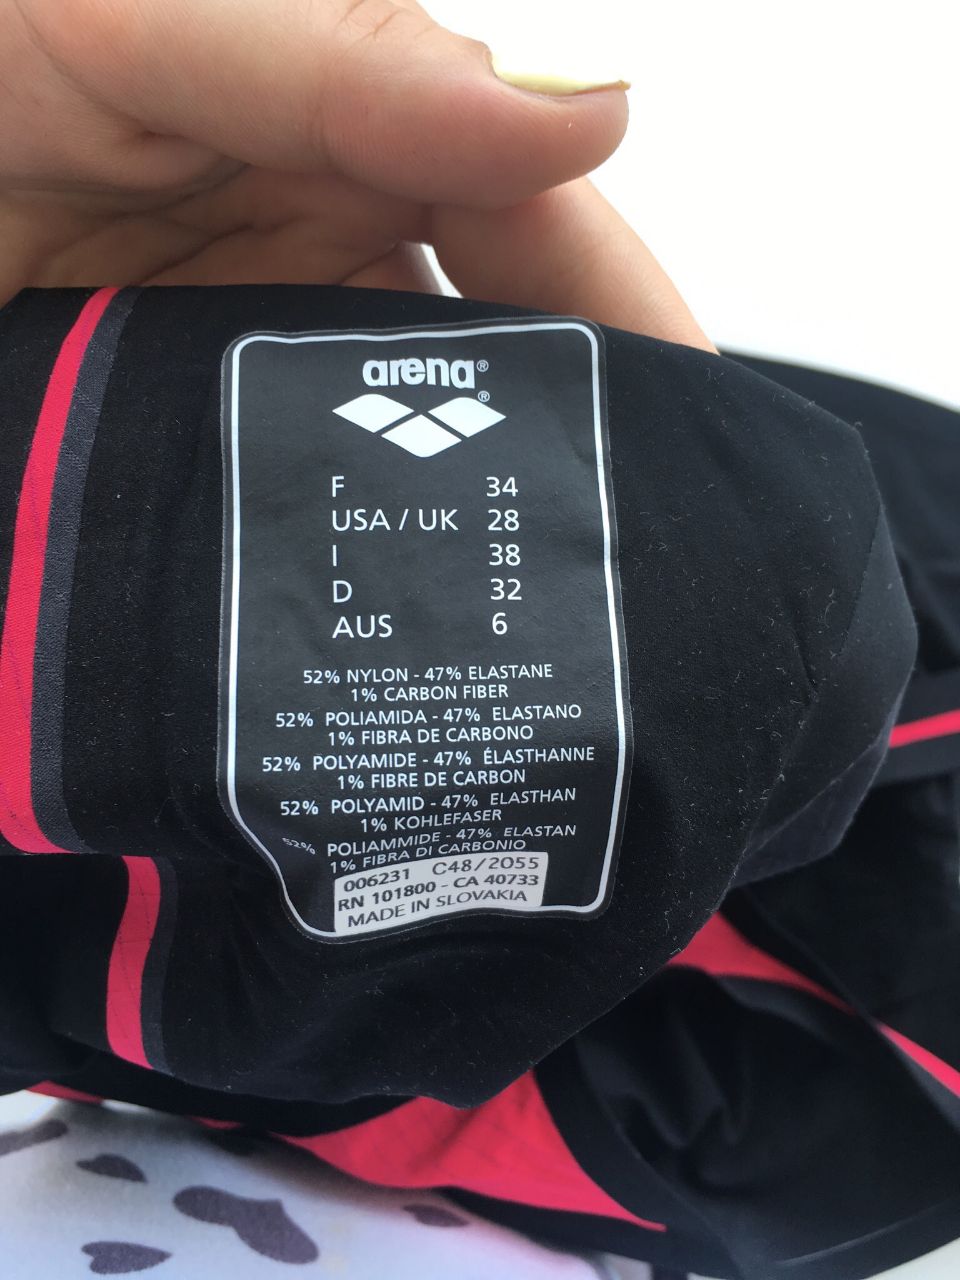 arena®
®
F 34
USA / UK 28
I 38
D 32
AUS 6
52% NYLON - 47% ELASTANE
1% CARBON FIBER
52% POLIAMIDA - 47% ELASTANO
1% FIBRA DE CARBONO
52% POLYAMIDE - 47% ÉLASTHANNE
1% FIBRE DE CARBON
52% POLYAMID - 47% ELASTHAN
1% KOHLEFASER
52% POLIAMMIDE - 47% ELASTAN
1% FIBRA DI CARBONIO
006231 C48/2055
RN 101800 - CA 40733
MADE IN SLOVAKIA